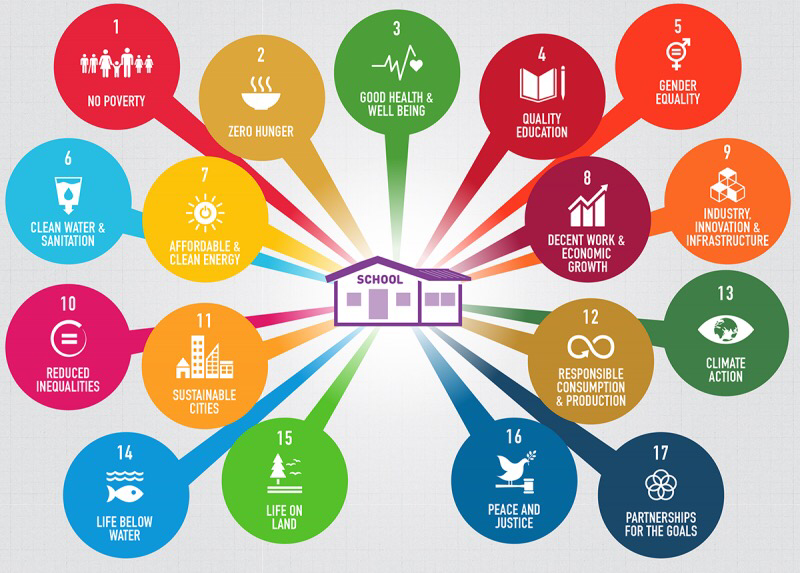 1
NO POVERTY
2
ZERO HUNGER
3
GOOD HEALTH &
WELL BEING
4
QUALITY
EDUCATION
5
GENDER
EQUALITY
6
CLEAN WATER &
SANITATION
7
AFFORDABLE &
CLEAN ENERGY
8
DECENT WORK &
ECONOMIC
GROWTH
9
INDUSTRY,
INNOVATION &
INFRASTRUCTURE
SCHOOL
10
REDUCED
INEQUALITIES
11
SUSTAINABLE
CITIES
12
RESPONSIBLE
CONSUMPTION
& PRODUCTION
13
CLIMATE
ACTION
14
LIFE BELOW
WATER
15
LIFE ON
LAND
16
PEACE AND
JUSTICE
17
PARTNERSHIPS
FOR THE GOALS